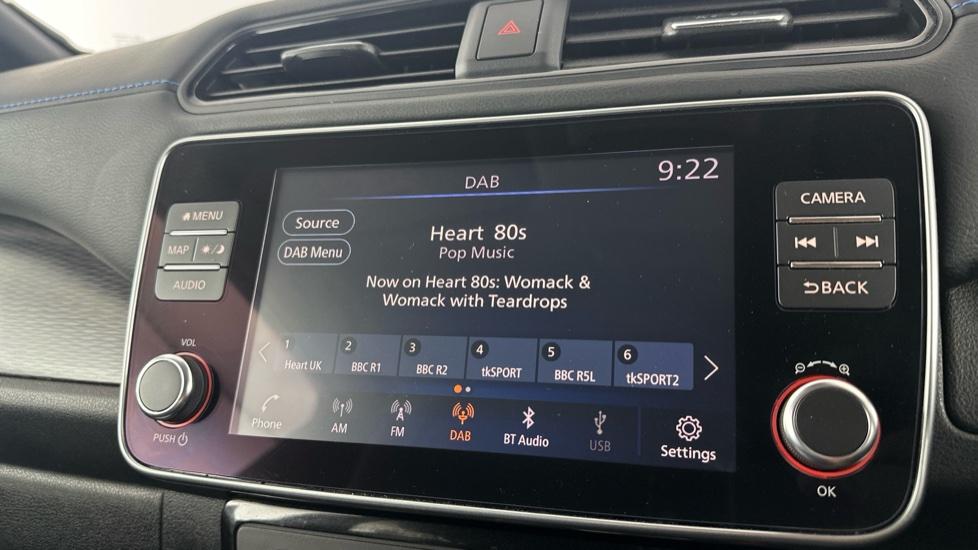 DAB
9:22
MENU
MAP
AUDIO
VOL
PUSH
Source
DAB Menu
Heart 80s
Pop Music
Now on Heart 80s: Womack &
Womack with Teardrops
1 2 3 4 5 6
Heart UK BBC R1 BBC R2 tkSPORT BBC R5L tkSPORT2
Phone AM FM DAB BT Audio USB Settings
CAMERA
BACK
OK